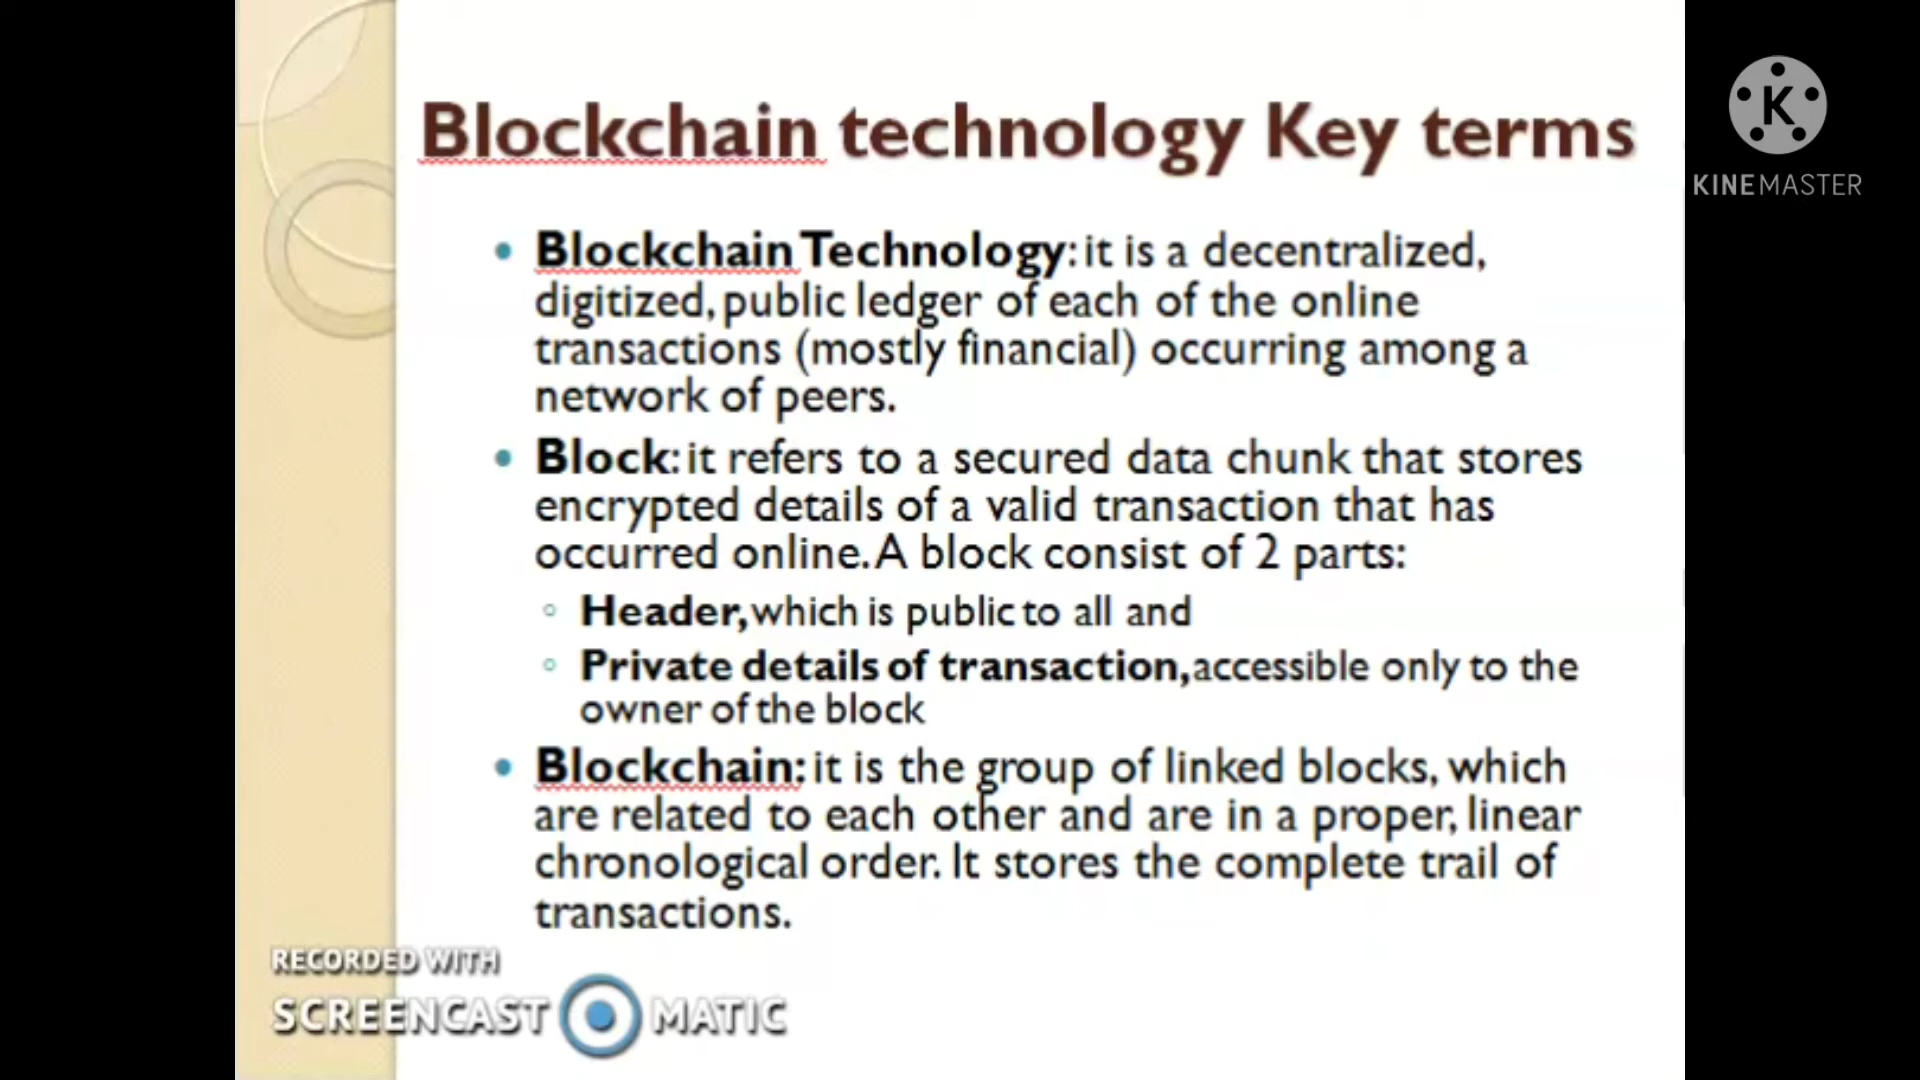 Blockchain technology Key terms
KINEMASTER
Blockchain Technology: it is a decentralized,
digitized, public ledger of each of the online
transactions (mostly financial) occurring among a
network of peers.
Block: it refers to a secured data chunk that stores
encrypted details of a valid transaction that has
occurred online. A block consist of 2 parts:
Header, which is public to all and
Private details of transaction, accessible only to the
owner of the block
Blockchain: it is the group of linked blocks, which
are related to each other and are in a proper, linear
chronological order. It stores the complete trail of
transactions.
RECORDED WITH
SCREENCAST MATIC